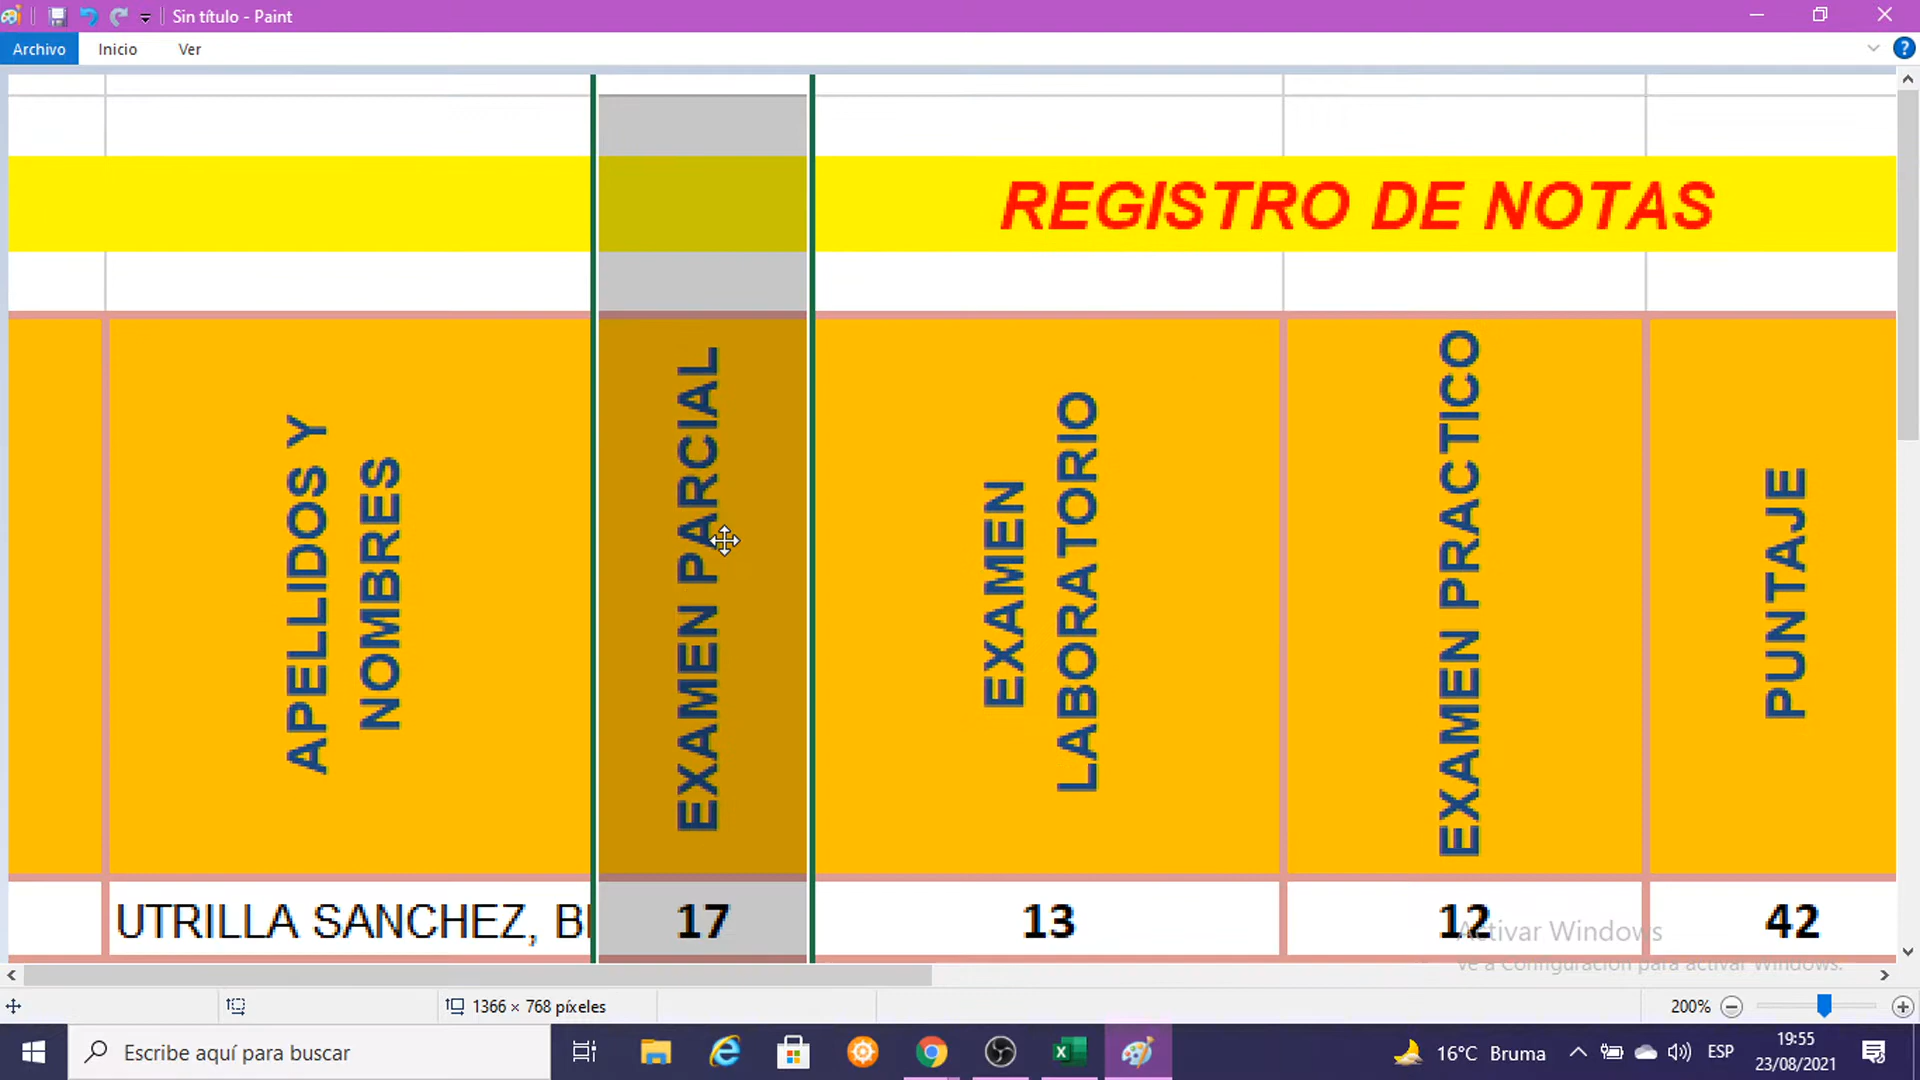 Sin título - Paint
Archivo Inicio Ver
REGISTRO DE NOTAS
APELLIDOS Y
NOMBRES
EXAMEN PARCIAL
EXAMEN
LABORATORIO
EXAMEN PRACTICO
PUNTAJE
UTRILLA SANCHEZ, 17 13 12 42
Activar Windows
Ve a Configuración para activar Windows.
1366 × 768 píxeles 200%
Escribe aquí para buscar
16°C Bruma
ESP
19:55
23/08/2021